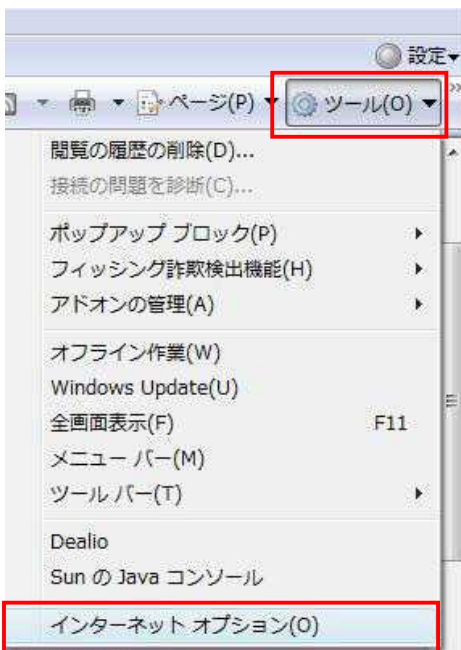 設定▾
ページ(P) ▾ ツール(O) ▾ »
閲覧の履歴の削除(D)...
接続の問題を診断(C)...
ポップアップ ブロック(P)
フィッシング詐欺検出機能(H)
アドオンの管理(A)
オフライン作業(W)
Windows Update(U)
全画面表示(F) F11
メニュー バー(M)
ツール バー(T)
Dealio
Sun の Java コンソール
インターネット オプション(O)